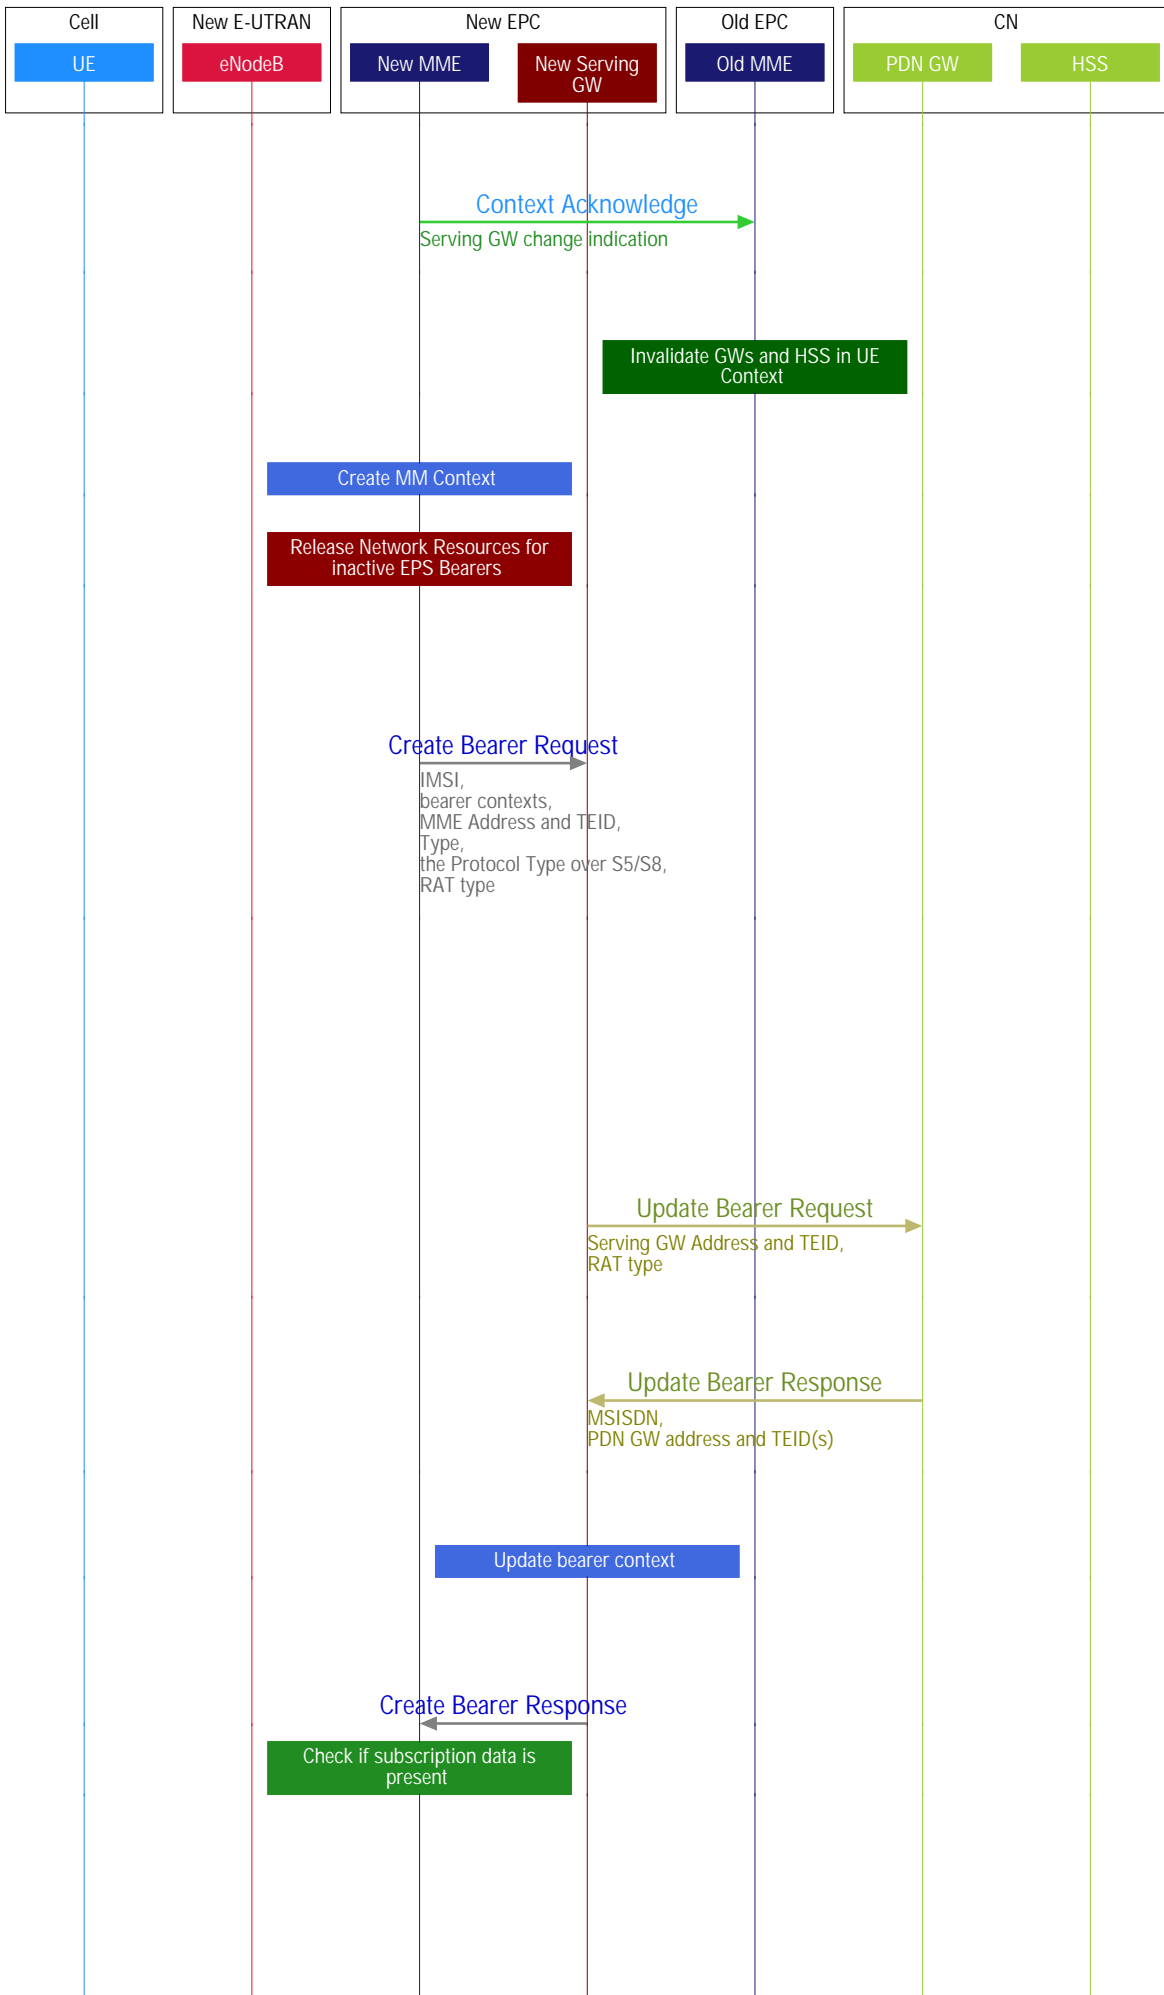 Cell
New E-UTRAN
New EPC
Old EPC
CN
UE
eNodeB
New MME
New Serving
GW
Old MME
PDN GW
HSS
Context Acknowledge
Serving GW change indication
Invalidate GWs and HSS in UE
Context
Create MM Context
Release Network Resources for
inactive EPS Bearers
Create Bearer Request
IMSI,
bearer contexts,
MME Address and TEID,
Type,
the Protocol Type over S5/S8,
RAT type
Update Bearer Request
Serving GW Address and TEID,
RAT type
Update Bearer Response
MSISDN,
PDN GW address and TEID(s)
Update bearer context
Create Bearer Response
Check if subscription data is
present